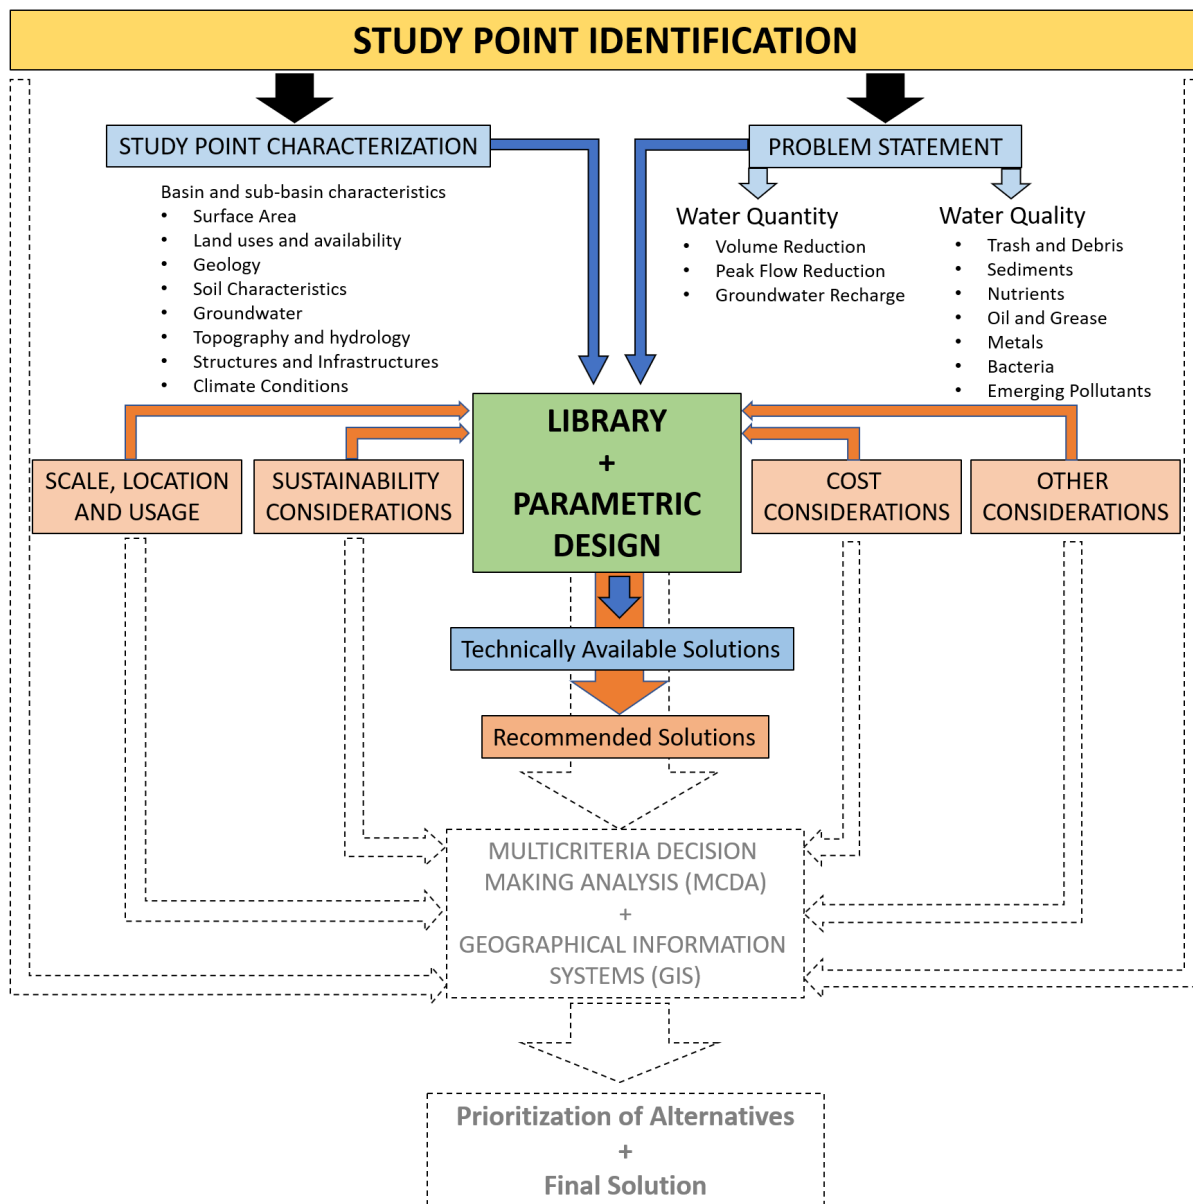 STUDY POINT IDENTIFICATION
STUDY POINT CHARACTERIZATION
Basin and sub-basin characteristics
• Surface Area
• Land uses and availability
• Geology
• Soil Characteristics
• Groundwater
• Topography and hydrology
• Structures and Infrastructures
• Climate Conditions
PROBLEM STATEMENT
Water Quantity
• Volume Reduction
• Peak Flow Reduction
• Groundwater Recharge
Water Quality
• Trash and Debris
• Sediments
• Nutrients
• Oil and Grease
• Metals
• Bacteria
• Emerging Pollutants
SCALE, LOCATION
AND USAGE
SUSTAINABILITY
CONSIDERATIONS
LIBRARY
+
PARAMETRIC
DESIGN
COST
CONSIDERATIONS
OTHER
CONSIDERATIONS
Technically Available Solutions
Recommended Solutions
MULTICRITERIA DECISION
MAKING ANALYSIS (MCDA)
+
GEOGRAPHICAL INFORMATION
SYSTEMS (GIS)
Prioritization of Alternatives
+
Final Solution